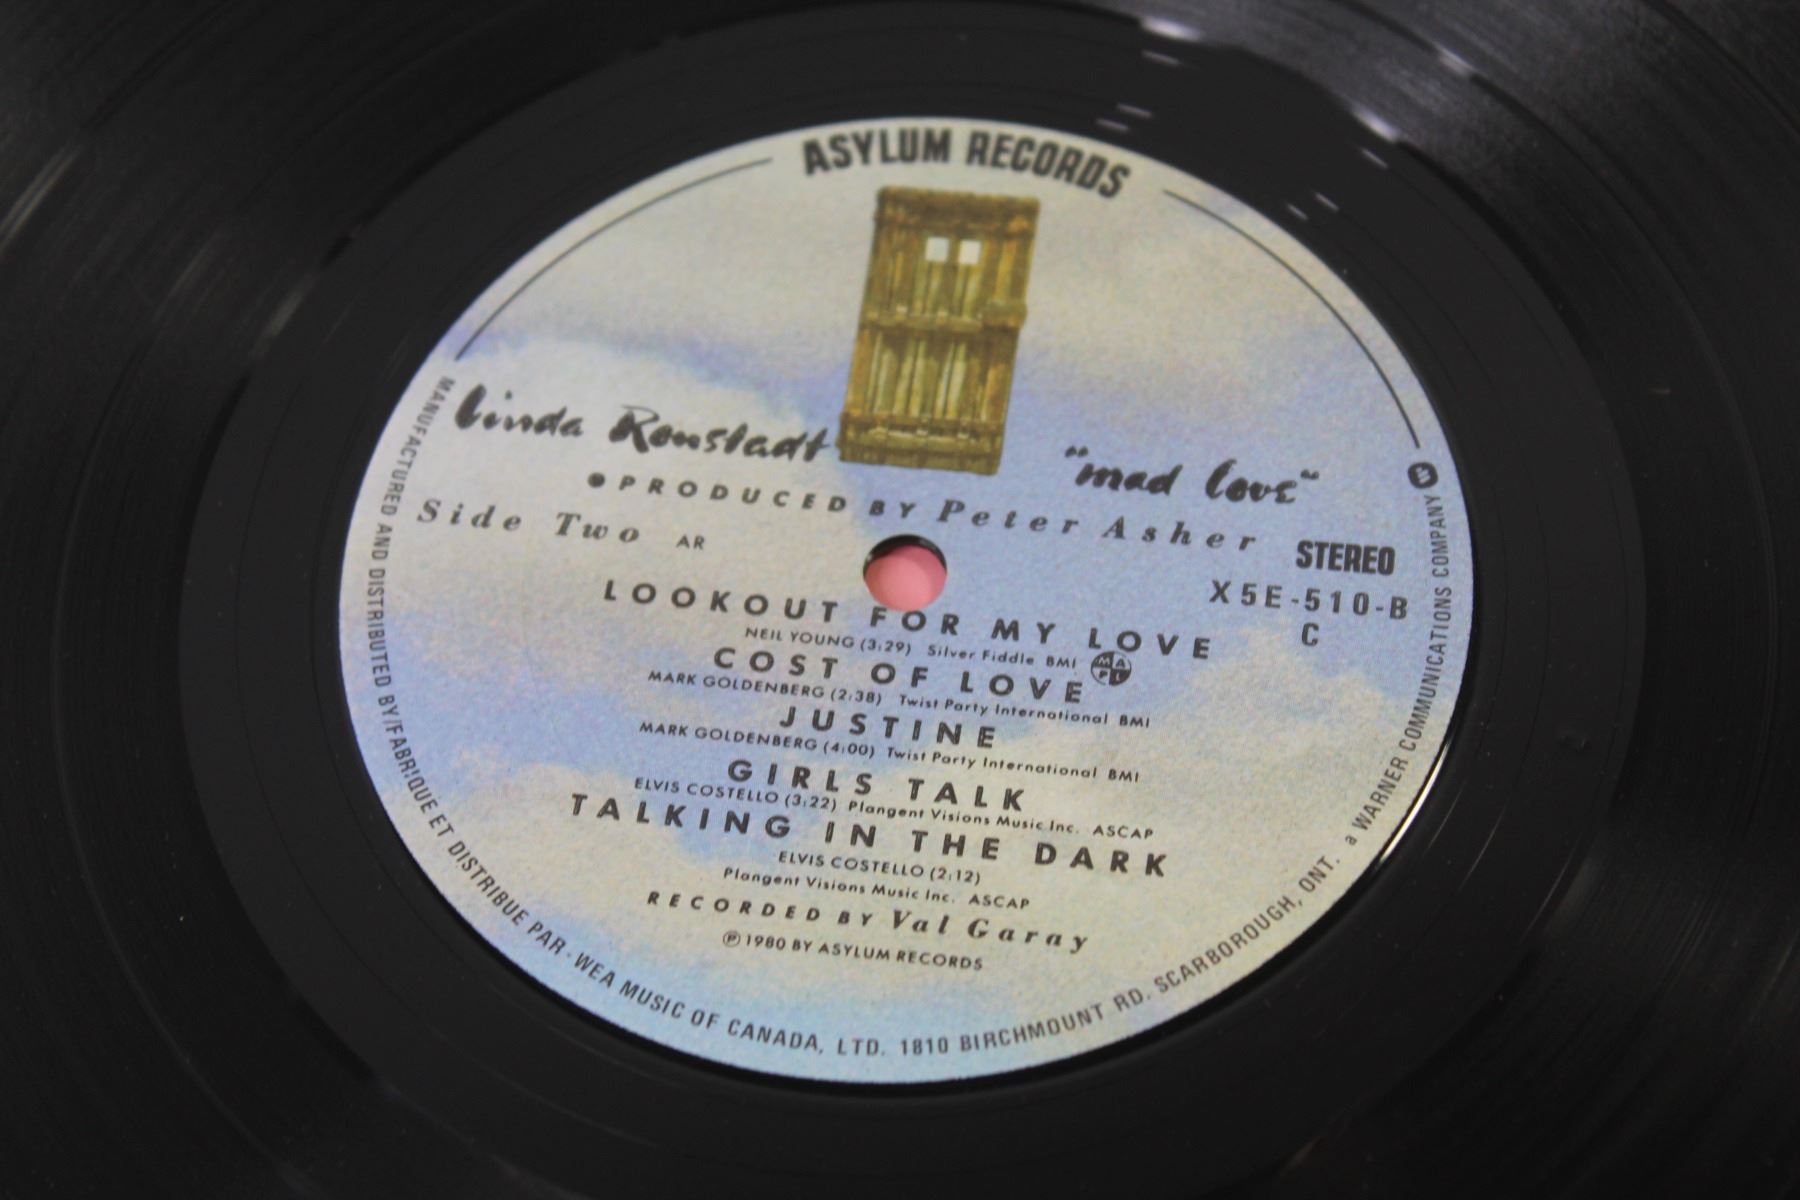 ASYLUM RECORDS
Linda Ronstadt "mad love"
●PRODUCED BY Peter Asher
Side Two AR
STEREO
X5E-510-B
C
LOOKOUT FOR MY LOVE
NEIL YOUNG (3:29) Silver Fiddle BMI MAPL
COST OF LOVE
MARK GOLDENBERG (2:38) Twist Party International BMI
JUSTINE
MARK GOLDENBERG (4:00) Twist Party International BMI
GIRLS TALK
ELVIS COSTELLO (3:22) Plangent Visions Music Inc. ASCAP
TALKING IN THE DARK
ELVIS COSTELLO (2:12)
Plangent Visions Music Inc. ASCAP
RECORDED BY Val Garay
℗1980 BY ASYLUM RECORDS
MANUFACTURED AND DISTRIBUTED BY/FABRIQUE ET DISTRIBUE PAR · WEA MUSIC OF CANADA, LTD. 1810 BIRCHMOUNT RD. SCARBOROUGH, ONT. a WARNER COMMUNICATIONS COMPANY